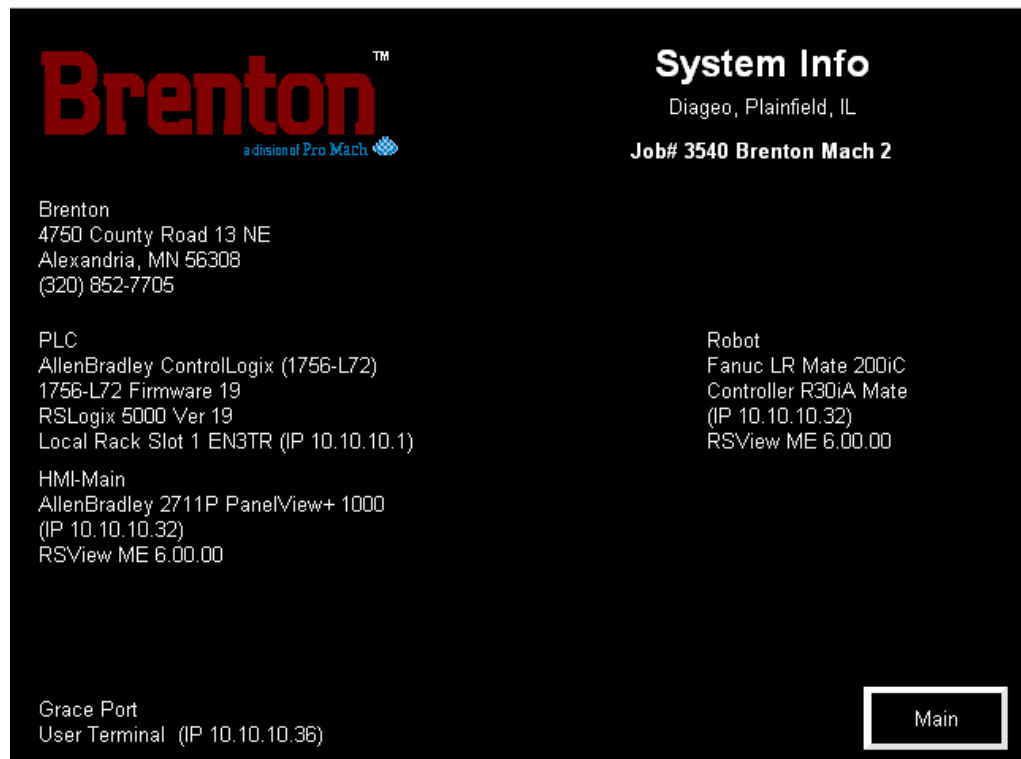 Brenton™
a division of Pro Mach
System Info
Diageo, Plainfield, IL
Job# 3540 Brenton Mach 2
Brenton
4750 County Road 13 NE
Alexandria, MN 56308
(320) 852-7705
PLC
AllenBradley ControlLogix (1756-L72)
1756-L72 Firmware 19
RSLogix 5000 Ver 19
Local Rack Slot 1 EN3TR (IP 10.10.10.1)
Robot
Fanuc LR Mate 200iC
Controller R30iA Mate
(IP 10.10.10.32)
RSView ME 6.00.00
HMI-Main
AllenBradley 2711P PanelView+ 1000
(IP 10.10.10.32)
RSView ME 6.00.00
Grace Port
User Terminal (IP 10.10.10.36)
Main